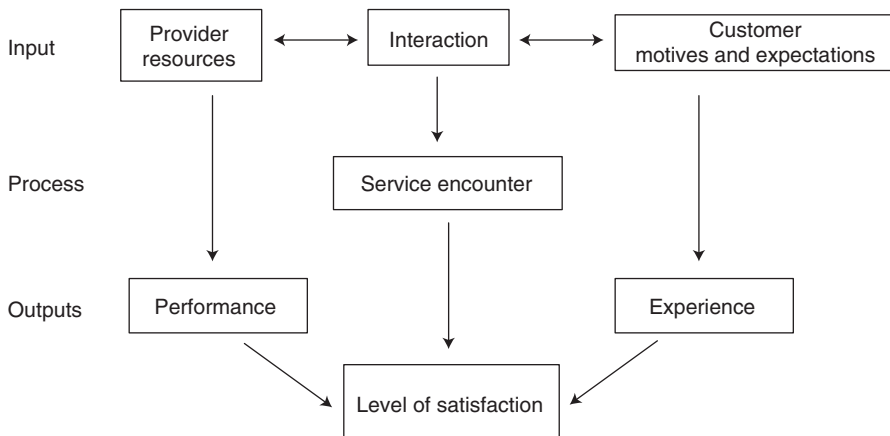 Input
Provider
resources
Interaction
Customer
motives and expectations
Process
Service encounter
Outputs
Performance
Experience
Level of satisfaction